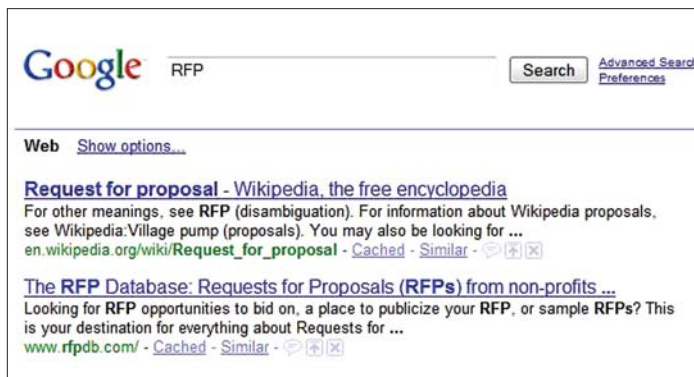 Google RFP Search Advanced Search
Preferences
Web Show options...
Request for proposal - Wikipedia, the free encyclopedia
For other meanings, see RFP (disambiguation). For information about Wikipedia proposals,
see Wikipedia:Village pump (proposals). You may also be looking for ...
en.wikipedia.org/wiki/Request_for_proposal - Cached - Similar -
The RFP Database: Requests for Proposals (RFPs) from non-profits ...
Looking for RFP opportunities to bid on, a place to publicize your RFP, or sample RFPs? This
is your destination for everything about Requests for ...
www.rfpdb.com/ - Cached - Similar -